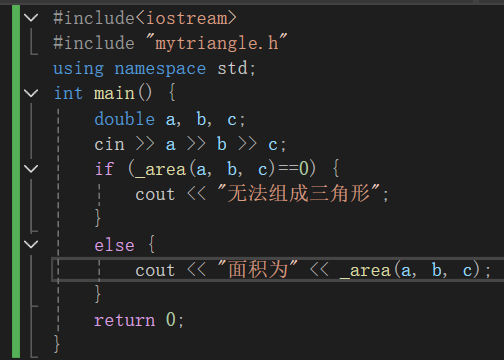 #include<iostream>
#include "mytriangle.h"
using namespace std;
int main() {
double a, b, c;
cin >> a >> b >> c;
if (_area(a, b, c)==0) {
cout << "无法组成三角形";
}
else {
cout << "面积为" << _area(a, b, c);
}
return 0;
}